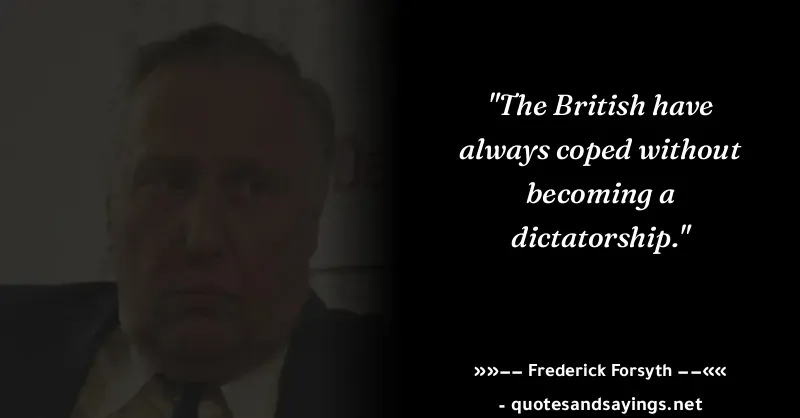 "The British have
always coped without
becoming a
dictatorship."
»»–– Frederick Forsyth ––««
- quotesandsayings.net